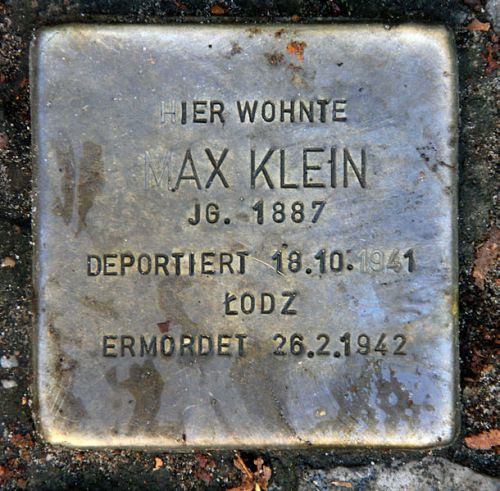 HIER WOHNTE
MAX KLEIN
JG. 1887
DEPORTIERT 18.10.1941
ŁODZ
ERMORDET 26.2.1942